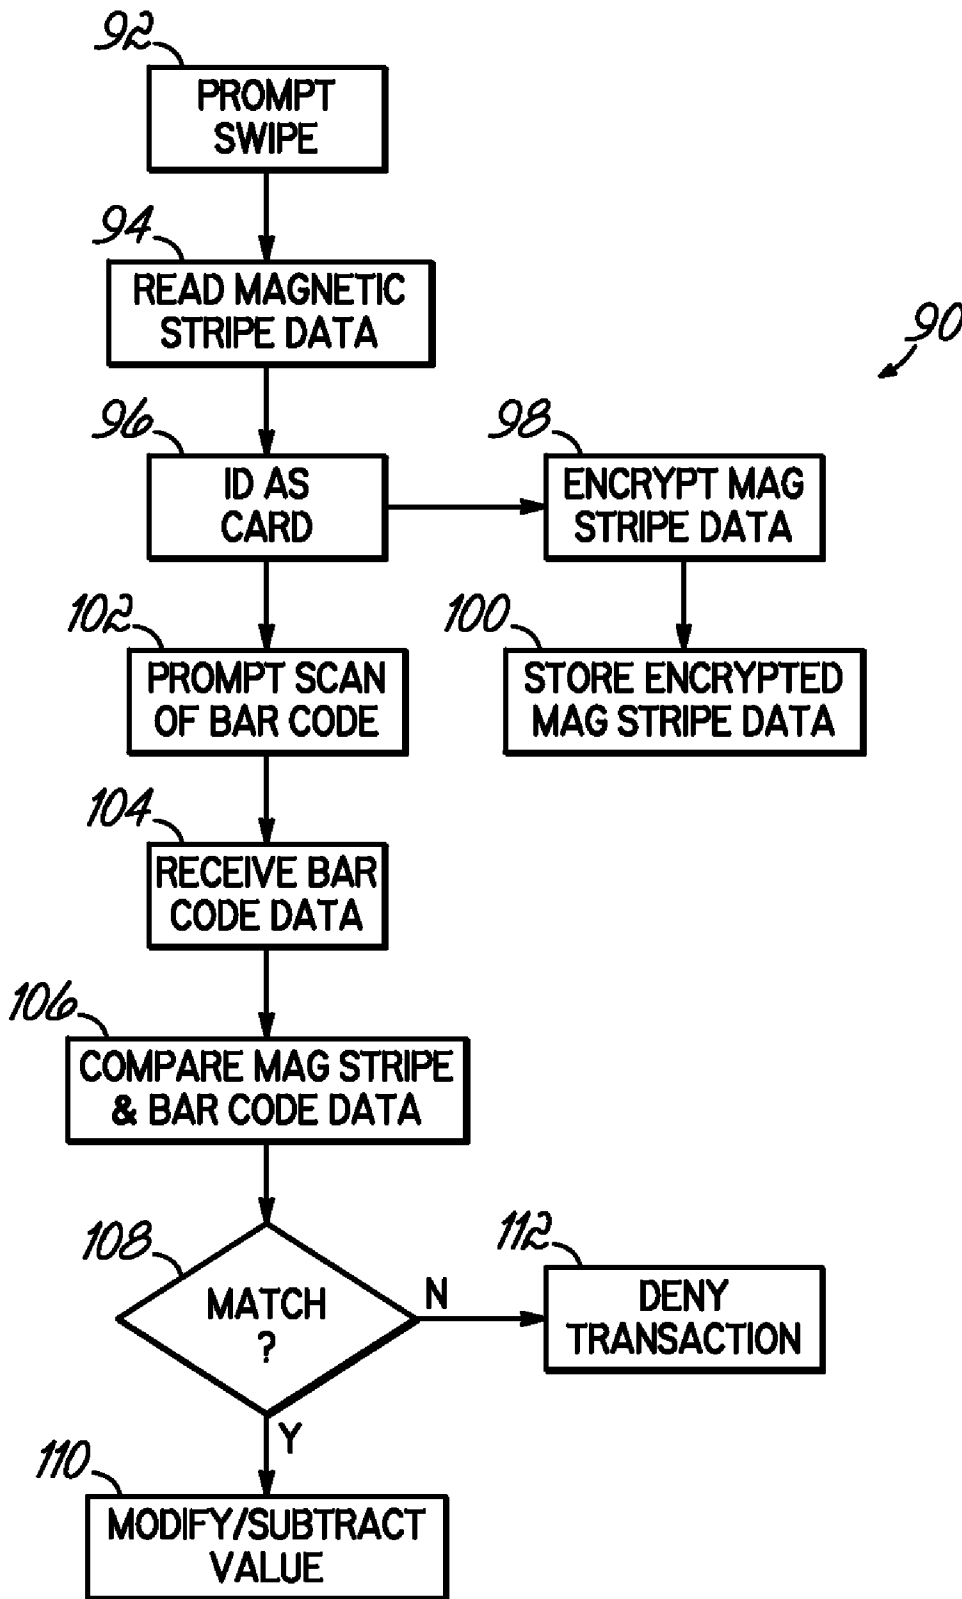 92
PROMPT
SWIPE
94
READ MAGNETIC
STRIPE DATA
90
96
ID AS
CARD
98
ENCRYPT MAG
STRIPE DATA
102
PROMPT SCAN
OF BAR CODE
100
STORE ENCRYPTED
MAG STRIPE DATA
104
RECEIVE BAR
CODE DATA
106
COMPARE MAG STRIPE
& BAR CODE DATA
108
MATCH
?
N
112
DENY
TRANSACTION
Y
110
MODIFY/SUBTRACT
VALUE